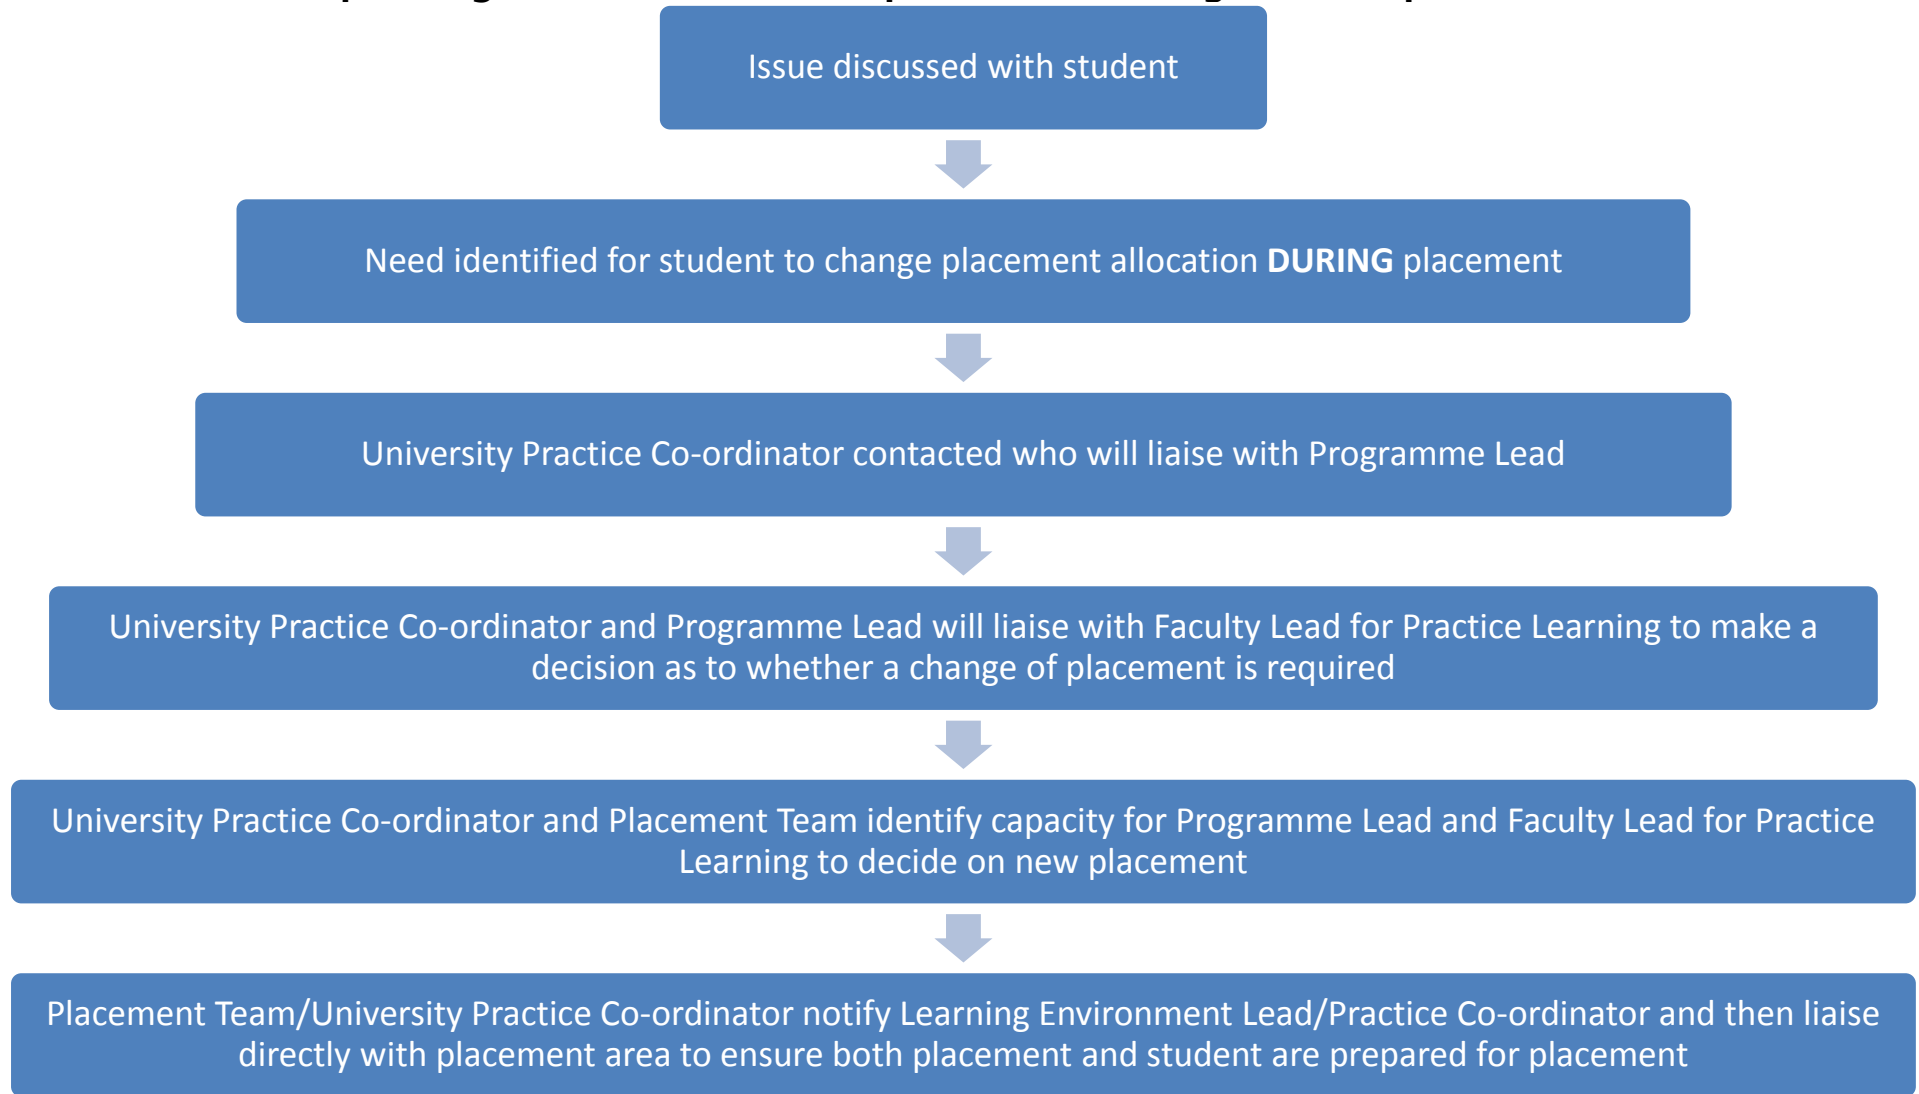 Issue discussed with student
Need identified for student to change placement allocation DURING placement
University Practice Co-ordinator contacted who will liaise with Programme Lead
University Practice Co-ordinator and Programme Lead will liaise with Faculty Lead for Practice Learning to make a
decision as to whether a change of placement is required
University Practice Co-ordinator and Placement Team identify capacity for Programme Lead and Faculty Lead for Practice
Learning to decide on new placement
Placement Team/University Practice Co-ordinator notify Learning Environment Lead/Practice Co-ordinator and then liaise
directly with placement area to ensure both placement and student are prepared for placement